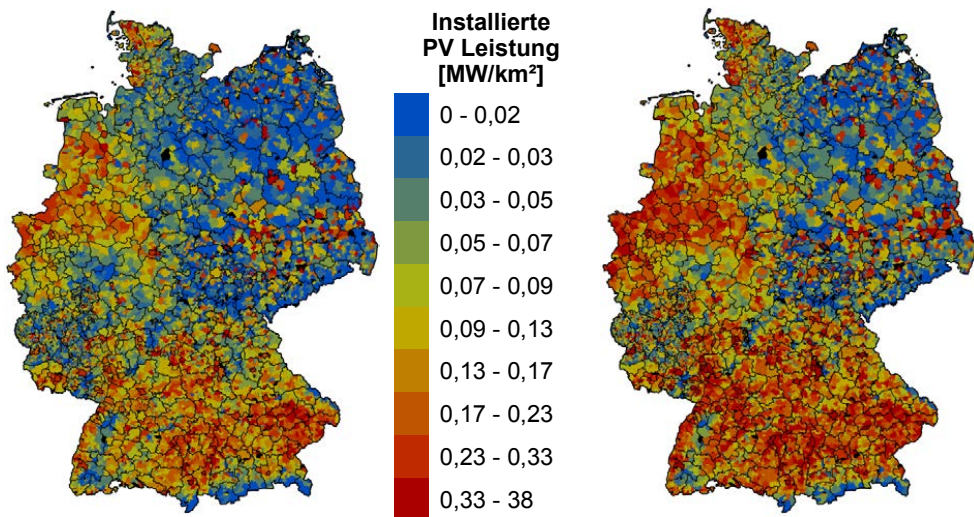 Installierte
PV Leistung
[MW/km²]
0 - 0,02
0,02 - 0,03
0,03 - 0,05
0,05 - 0,07
0,07 - 0,09
0,09 - 0,13
0,13 - 0,17
0,17 - 0,23
0,23 - 0,33
0,33 - 38